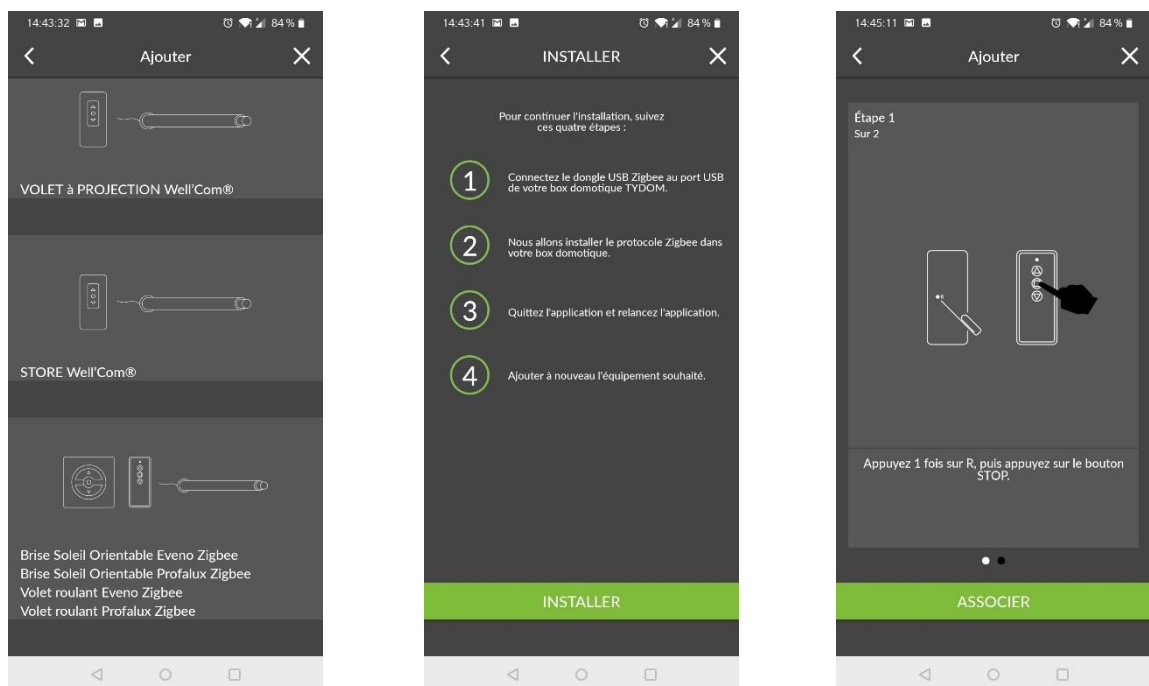 14:43:32
84 %
Ajouter
VOLET à PROJECTION Well'Com®
STORE Well'Com®
Brise Soleil Orientable Eveno Zigbee
Brise Soleil Orientable Profalux Zigbee
Volet roulant Eveno Zigbee
Volet roulant Profalux Zigbee
14:43:41
84 %
INSTALLER
Pour continuer l'installation, suivez
ces quatre étapes :
1
Connectez le dongle USB Zigbee au port USB
de votre box domotique TYDOM.
2
Nous allons installer le protocole Zigbee dans
votre box domotique.
3
Quittez l'application et relancez l'application.
4
Ajouter à nouveau l'équipement souhaité.
INSTALLER
14:45:11
84 %
Ajouter
Étape 1
Sur 2
R
Appuyez 1 fois sur R, puis appuyez sur le bouton
STOP.
ASSOCIER